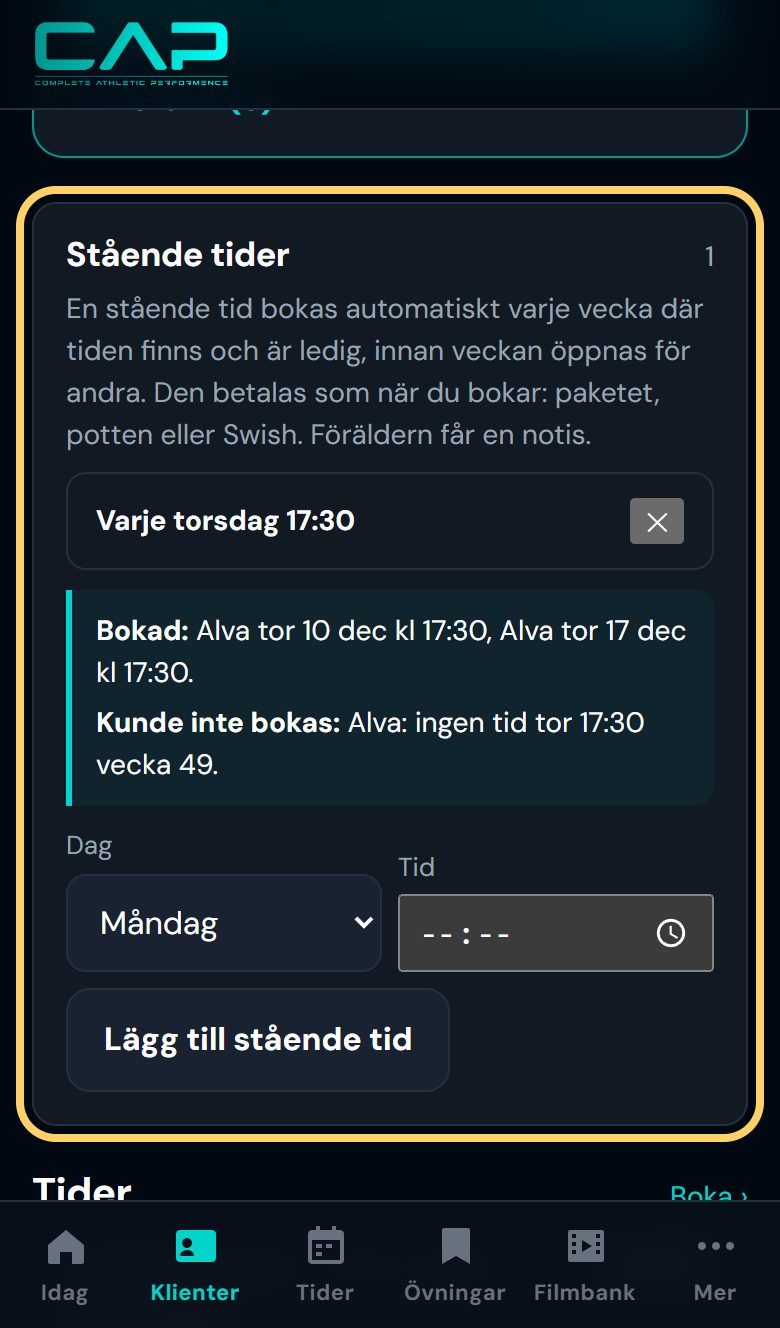 CAP
COMPLETE ATHLETIC PERFORMENCE
Stående tider
1
En stående tid bokas automatiskt varje vecka där
tiden finns och är ledig, innan veckan öppnas för
andra. Den betalas som när du bokar: paketet,
potten eller Swish. Föräldern får en notis.
Varje torsdag 17:30
Bokad: Alva tor 10 dec kl 17:30, Alva tor 17 dec
kl 17:30.
Kunde inte bokas: Alva: ingen tid tor 17:30
vecka 49.
Dag
Tid
Måndag
--:--
Lägg till stående tid
Tider
Boka ›
Idag
Klienter
Tider
Övningar
Filmbank
Mer